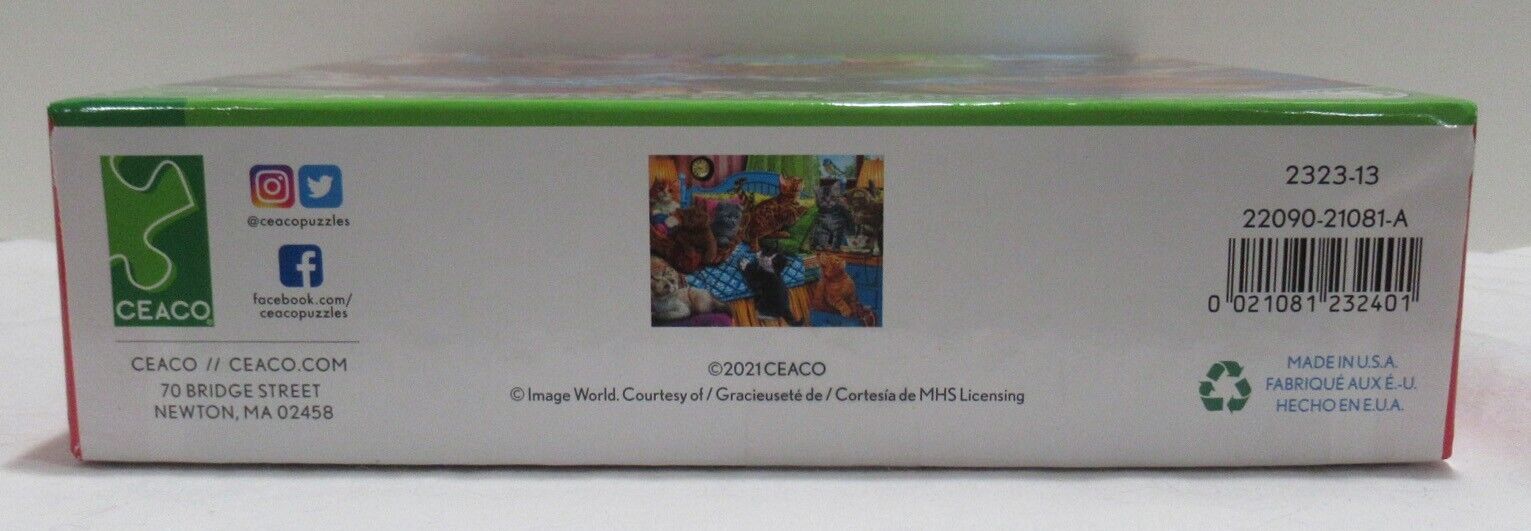 CEACO
@ceacopuzzles
facebook.com/
ceacopuzzles
CEACO // CEACO.COM
70 BRIDGE STREET
NEWTON, MA 02458
©2021 CEACO
© Image World. Courtesy of / Gracieuseté de / Cortesía de MHS Licensing
2323-13
22090-21081-A
0 021081 232401
MADE IN U.S.A.
FABRIQUÉ AUX É.-U.
HECHO EN E.U.A.